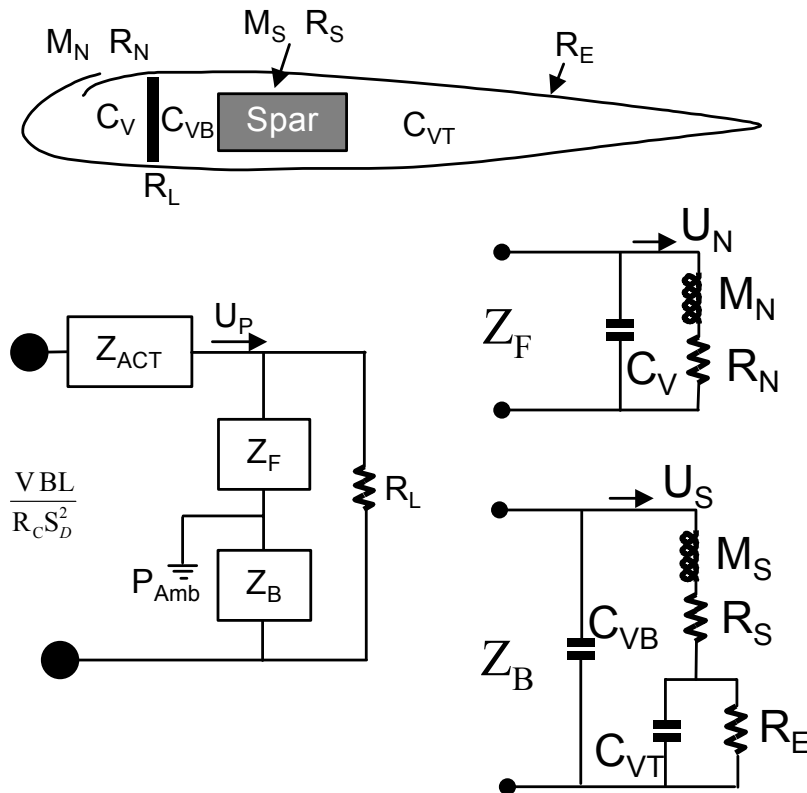 M_N R_N
M_S R_S
R_E
C_V
C_VB
Spar
C_VT
R_L
U_P
Z_ACT
Z_F
R_L
V BL
R_C S_D^2
P_Amb
Z_B
U_N
M_N
Z_F
C_V
R_N
U_S
M_S
C_VB
R_S
Z_B
C_VT
R_E